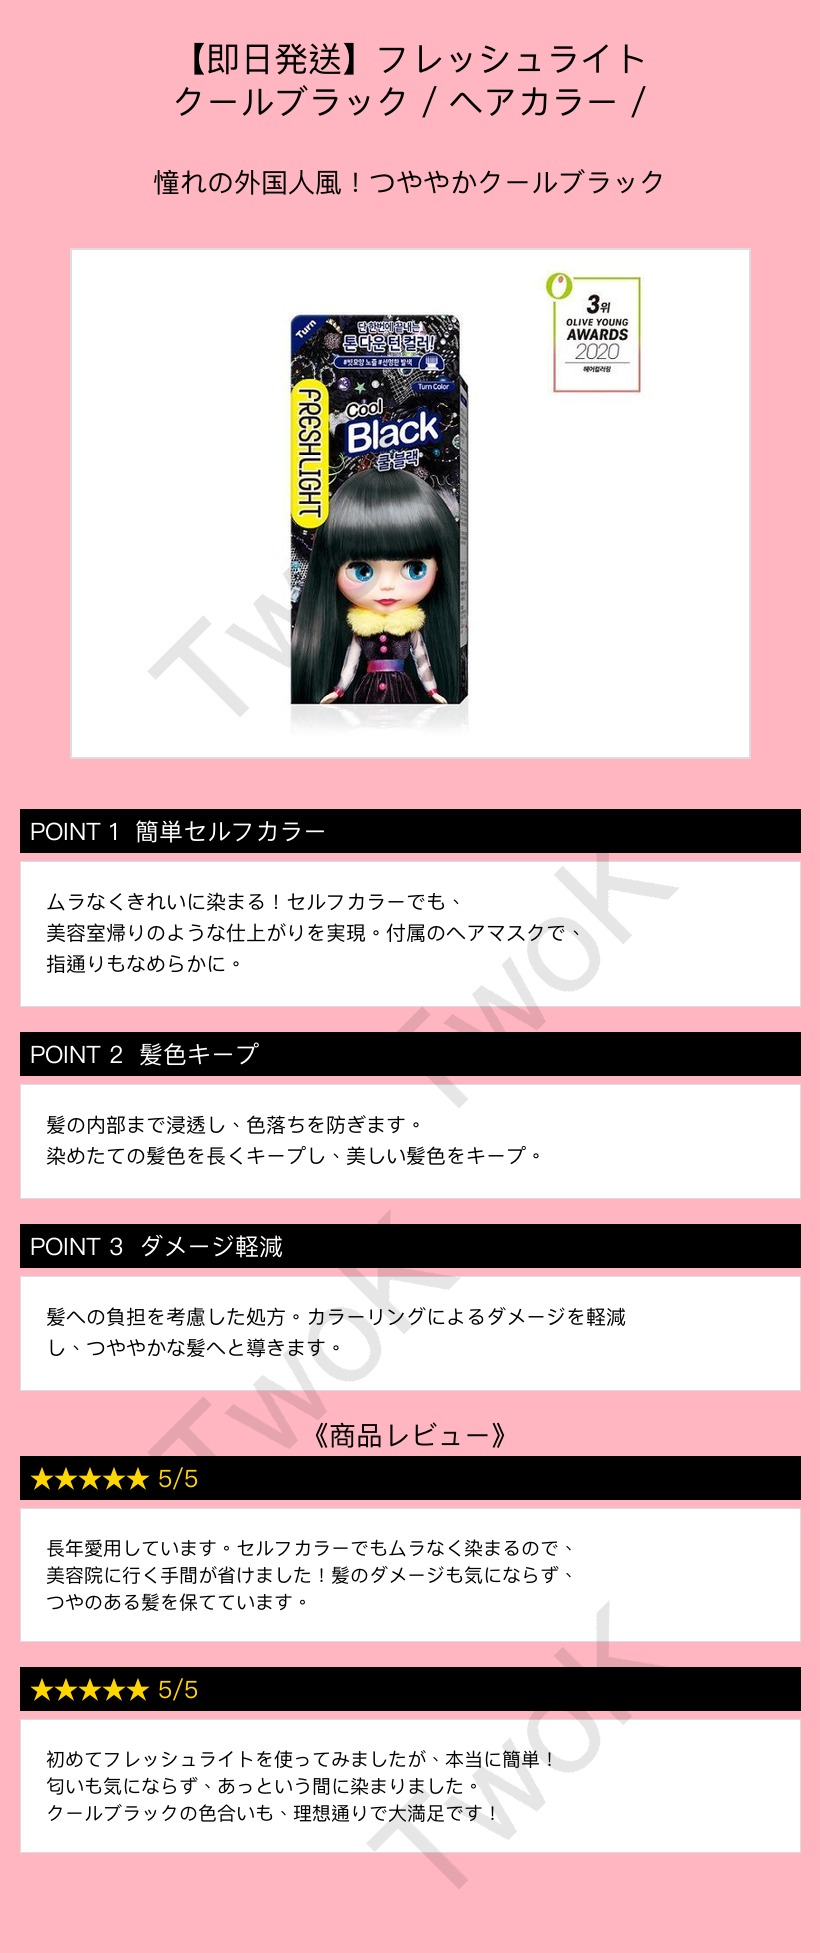 【即日発送】フレッシュライト
クールブラック / ヘアカラー /
憧れの外国人風！つややかクールブラック
3위
OLIVE YOUNG
AWARDS
2020
헤어컬러링
Turn
단 한번에 끝내는
톤다운 턴컬러!
#빗모양 노즐 #선명한 발색
Turn Color
FRESHLIGHT
Cool
Black
쿨 블랙
TwoK
POINT 1 簡単セルフカラー
ムラなくきれいに染まる！セルフカラーでも、
美容室帰りのような仕上がりを実現。付属のヘアマスクで、
指通りもなめらかに。
TwoK
POINT 2 髪色キープ
髪の内部まで浸透し、色落ちを防ぎます。
染めたての髪色を長くキープし、美しい髪色をキープ。
POINT 3 ダメージ軽減
髪への負担を考慮した処方。カラーリングによるダメージを軽減
し、つややかな髪へと導きます。
TwoK
《商品レビュー》
★★★★★ 5/5
長年愛用しています。セルフカラーでもムラなく染まるので、
美容院に行く手間が省けました！髪のダメージも気にならず、
つやのある髪を保てています。
★★★★★ 5/5
初めてフレッシュライトを使ってみましたが、本当に簡単！
匂いも気にならず、あっという間に染まりました。
クールブラックの色合いも、理想通りで大満足です！
TwoK